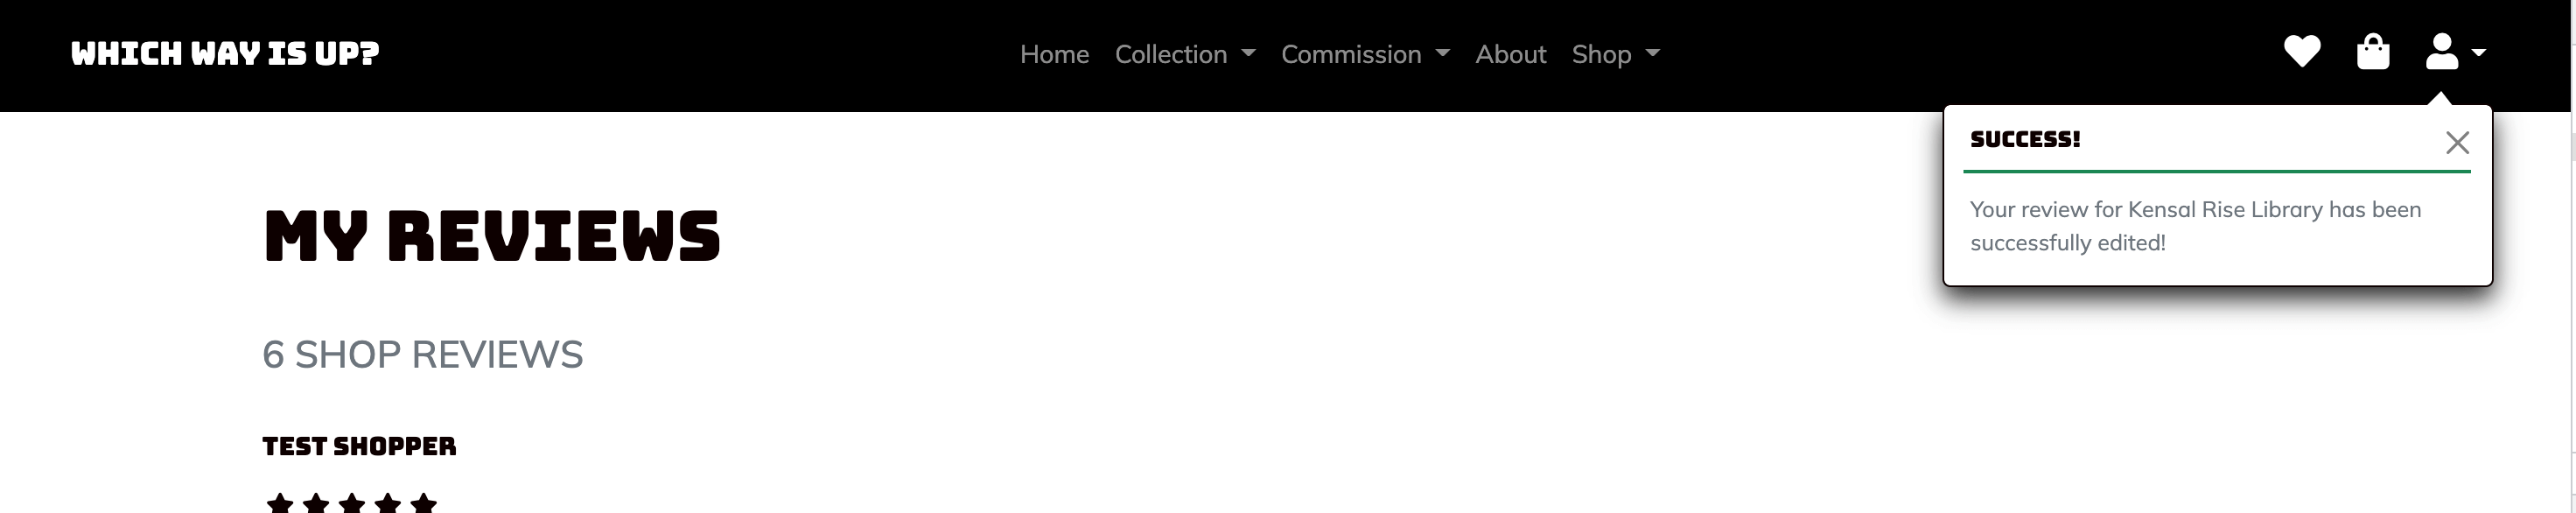 WHICH WAY IS UP?
Home Collection Commission About Shop
SUCCESS!
Your review for Kensal Rise Library has been
successfully edited!
MY REVIEWS
6 SHOP REVIEWS
TEST SHOPPER